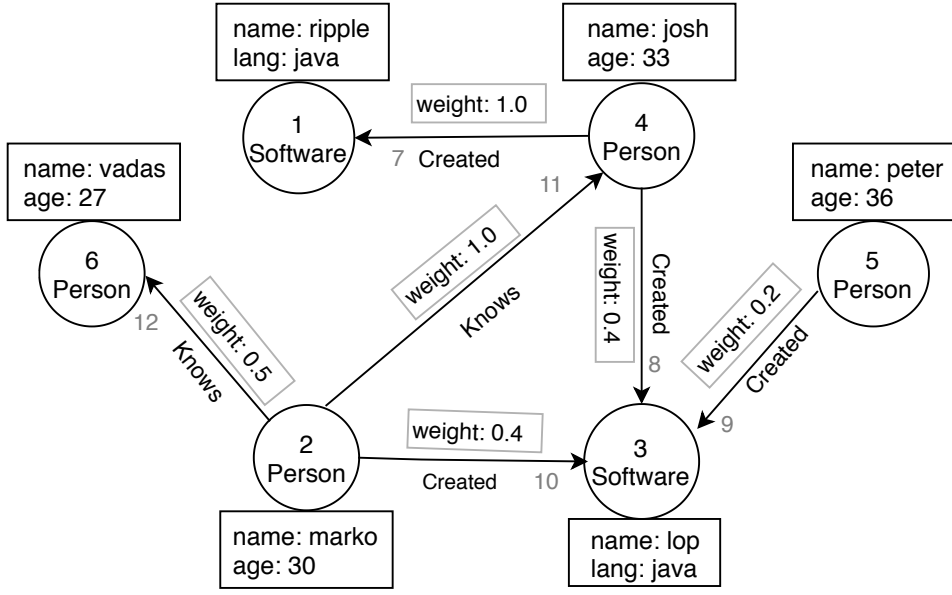 name: ripple
lang: java
name: josh
age: 33
weight: 1.0
1
Software
4
Person
7
Created
name: vadas
age: 27
name: peter
age: 36
11
6
Person
weight: 1.0
Knows
weight: 0.4
Created
8
5
Person
weight: 0.2
Created
9
12
weight: 0.5
Knows
2
Person
weight: 0.4
Created
10
3
Software
name: marko
age: 30
name: lop
lang: java